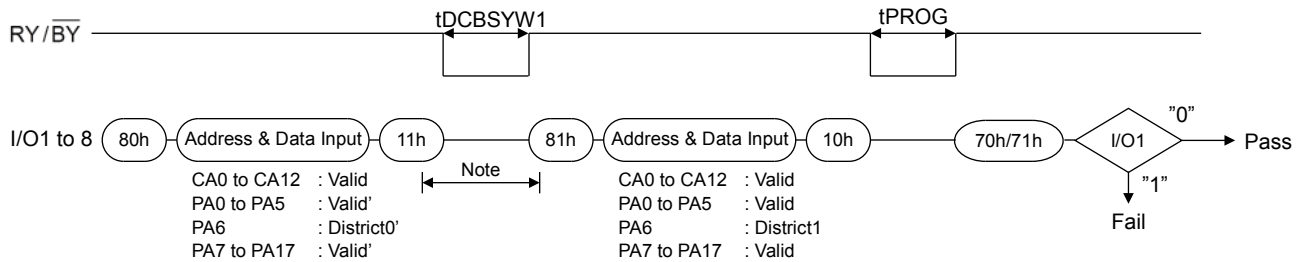 tDCBSYW1 tPROG
RY/BY
I/O1 to 8 80h Address & Data Input 11h 81h Address & Data Input 10h 70h/71h I/O1 ”0” Pass
Note
”1”
Fail
CA0 to CA12 : Valid
PA0 to PA5 : Valid’
PA6 : District0’
PA7 to PA17 : Valid’
CA0 to CA12 : Valid
PA0 to PA5 : Valid
PA6 : District1
PA7 to PA17 : Valid